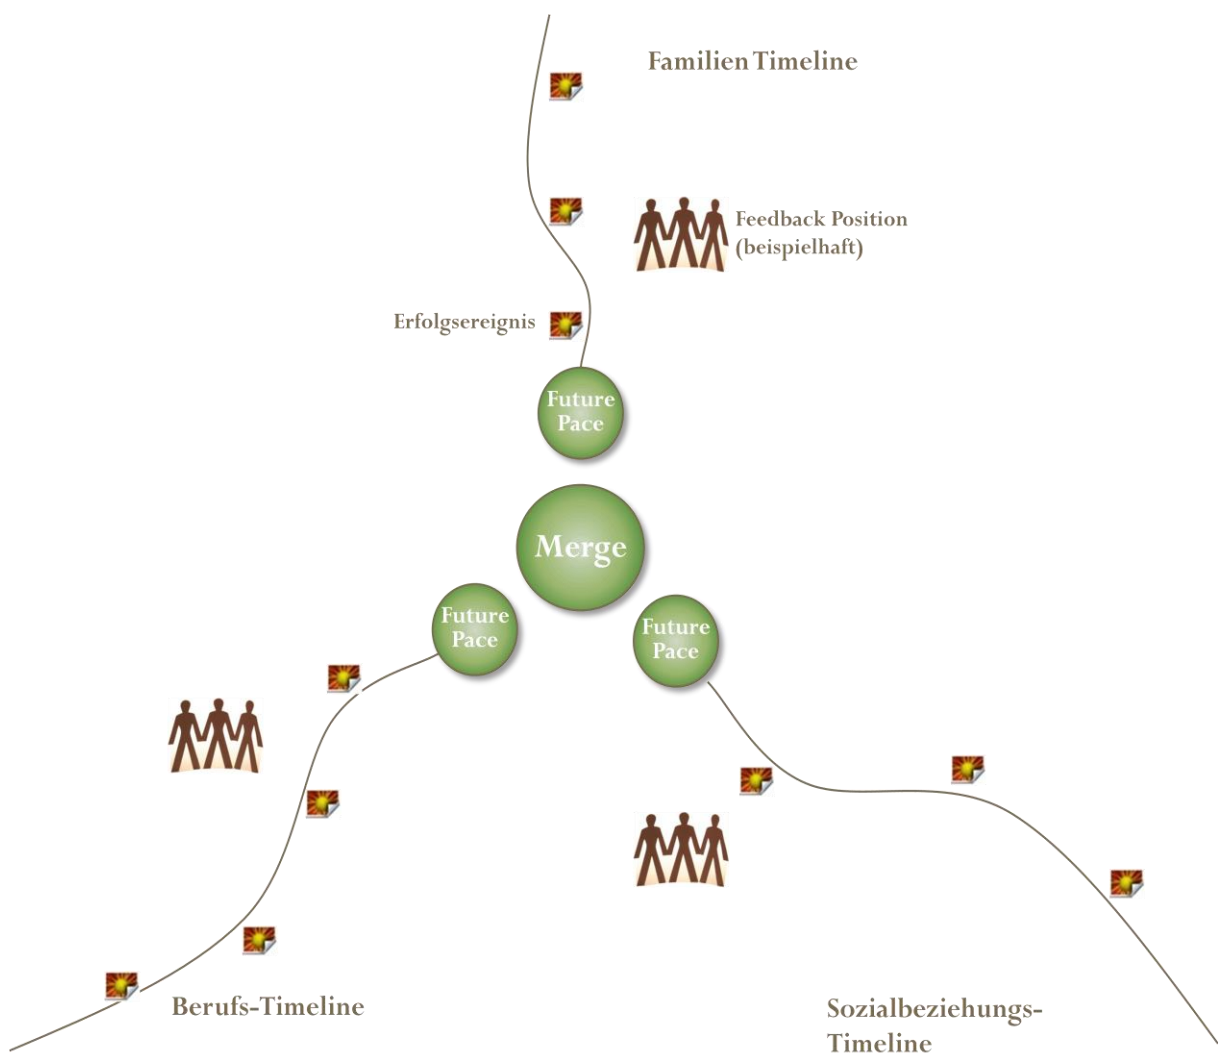 Familien Timeline
Feedback Position
(beispielhaft)
Erfolgsereignis
Future
Pace
Merge
Future
Pace
Future
Pace
Berufs-Timeline
Sozialbeziehungs-
Timeline